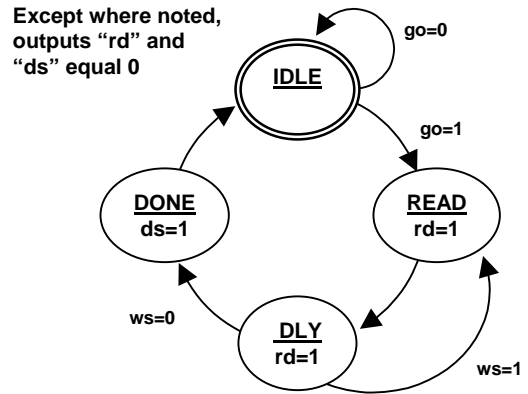 Except where noted,
outputs “rd” and
“ds” equal 0
go=0
IDLE
go=1
DONE
ds=1
READ
rd=1
ws=0
DLY
rd=1
ws=1